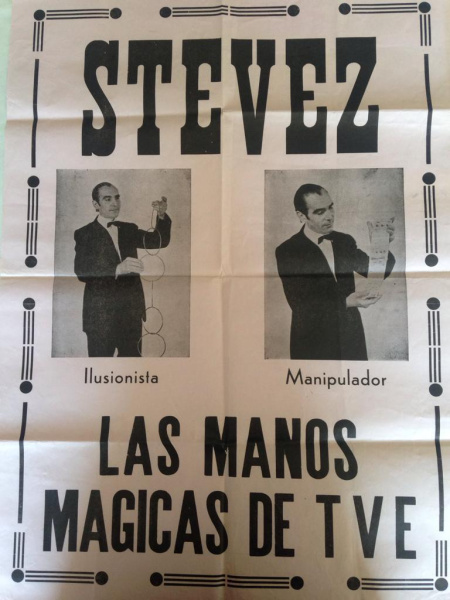 STEVEZ
Ilusionista Manipulador
LAS MANOS
MAGICAS DE TVE